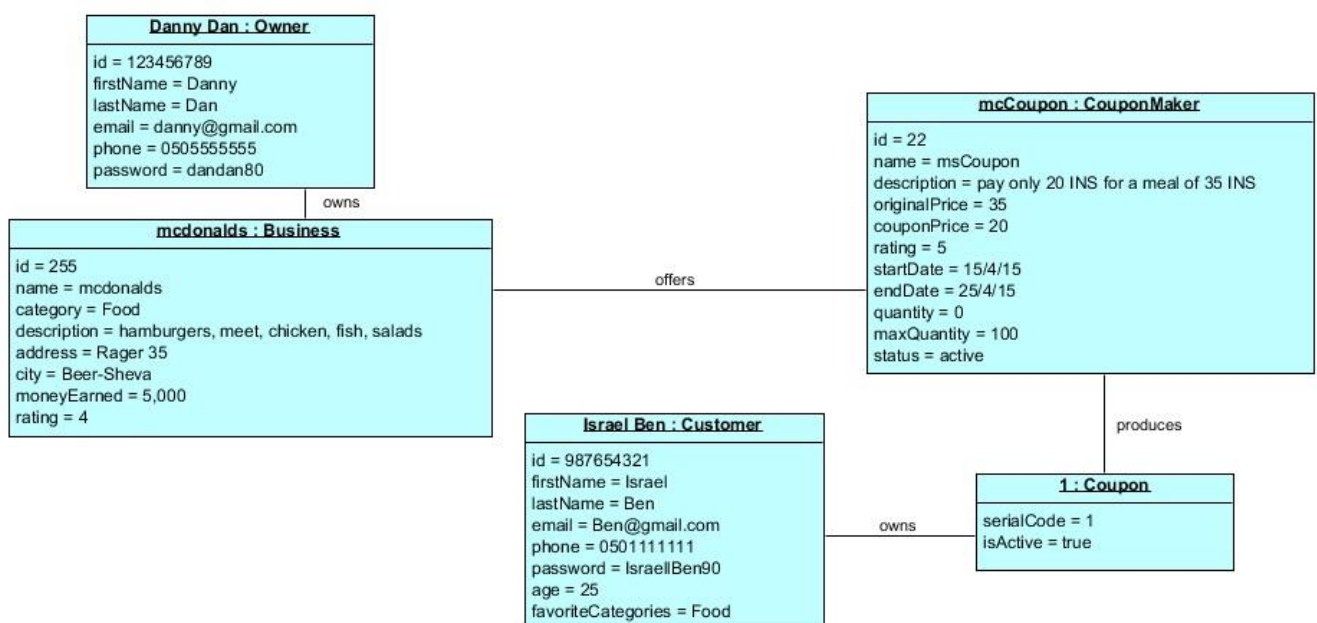 Danny Dan : Owner
id = 123456789
firstName = Danny
lastName = Dan
email = danny@gmail.com
phone = 0505555555
password = dandan80
owns
mcdonalds : Business
id = 255
name = mcdonalds
category = Food
description = hamburgers, meet, chicken, fish, salads
address = Rager 35
city = Beer-Sheva
moneyEarned = 5,000
rating = 4
offers
mcCoupon : CouponMaker
id = 22
name = msCoupon
description = pay only 20 INS for a meal of 35 INS
originalPrice = 35
couponPrice = 20
rating = 5
startDate = 15/4/15
endDate = 25/4/15
quantity = 0
maxQuantity = 100
status = active
produces
Israel Ben : Customer
id = 987654321
firstName = Israel
lastName = Ben
email = Ben@gmail.com
phone = 0501111111
password = IsraellBen90
age = 25
favoriteCategories = Food
owns
1 : Coupon
serialCode = 1
isActive = true